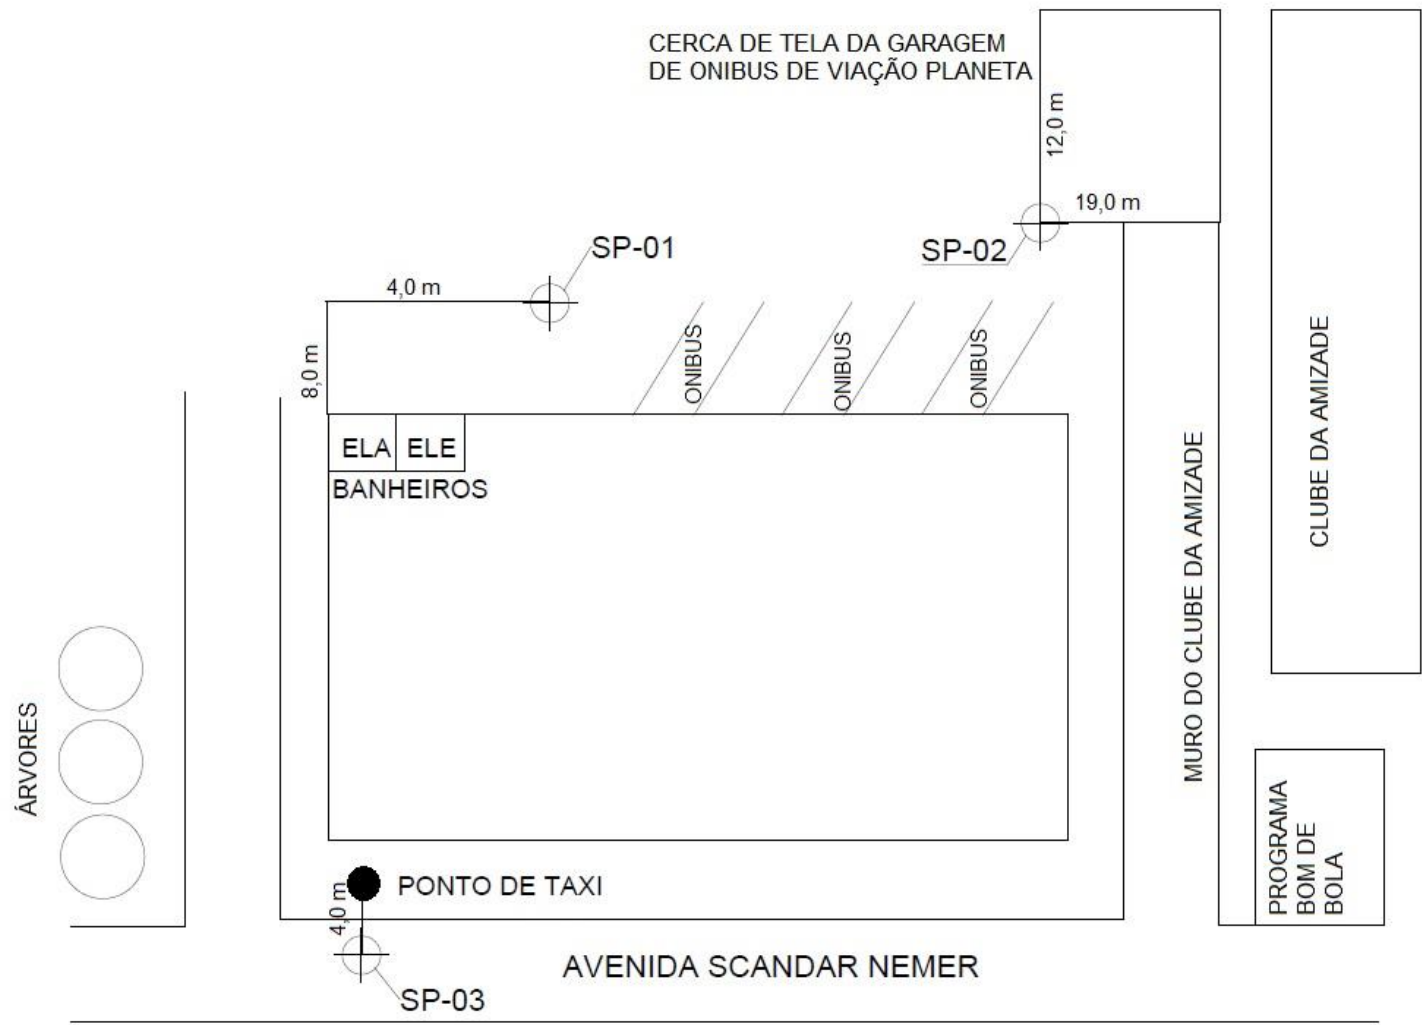 CERCA DE TELA DA GARAGEM
DE ONIBUS DE VIAÇÃO PLANETA
12,0 m
19,0 m
SP-01
SP-02
4,0 m
8,0 m
ONIBUS
ONIBUS
ONIBUS
ELA
ELE
BANHEIROS
CLUBE DA AMIZADE
MURO DO CLUBE DA AMIZADE
ÁRVORES
PROGRAMA
BOM DE
BOLA
PONTO DE TAXI
4,0 m
AVENIDA SCANDAR NEMER
SP-03